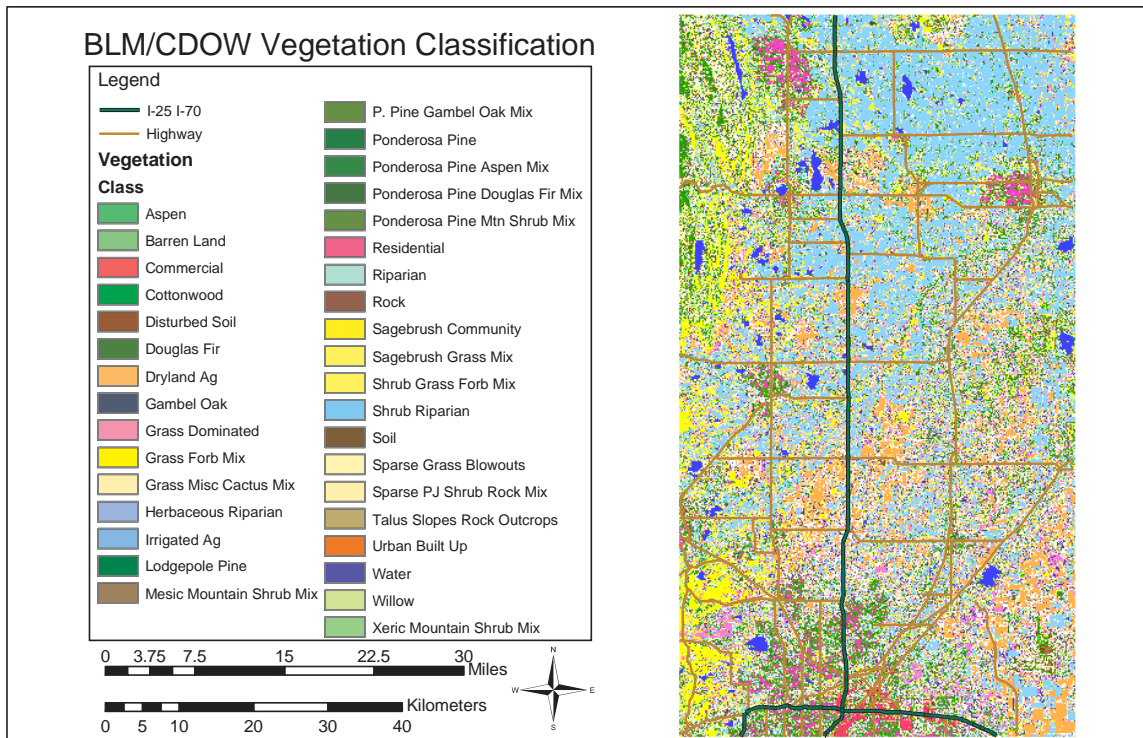 BLM/CDOW Vegetation Classification
Legend
I-25 I-70
Highway
Vegetation
Class
Aspen
Barren Land
Commercial
Cottonwood
Disturbed Soil
Douglas Fir
Dryland Ag
Gambel Oak
Grass Dominated
Grass Forb Mix
Grass Misc Cactus Mix
Herbaceous Riparian
Irrigated Ag
Lodgepole Pine
Mesic Mountain Shrub Mix
P. Pine Gambel Oak Mix
Ponderosa Pine
Ponderosa Pine Aspen Mix
Ponderosa Pine Douglas Fir Mix
Ponderosa Pine Mtn Shrub Mix
Residential
Riparian
Rock
Sagebrush Community
Sagebrush Grass Mix
Shrub Grass Forb Mix
Shrub Riparian
Soil
Sparse Grass Blowouts
Sparse PJ Shrub Rock Mix
Talus Slopes Rock Outcrops
Urban Built Up
Water
Willow
Xeric Mountain Shrub Mix
0 3.75 7.5 15 22.5 30
Miles
Kilometers
0 5 10 20 30 40
N
W E
S